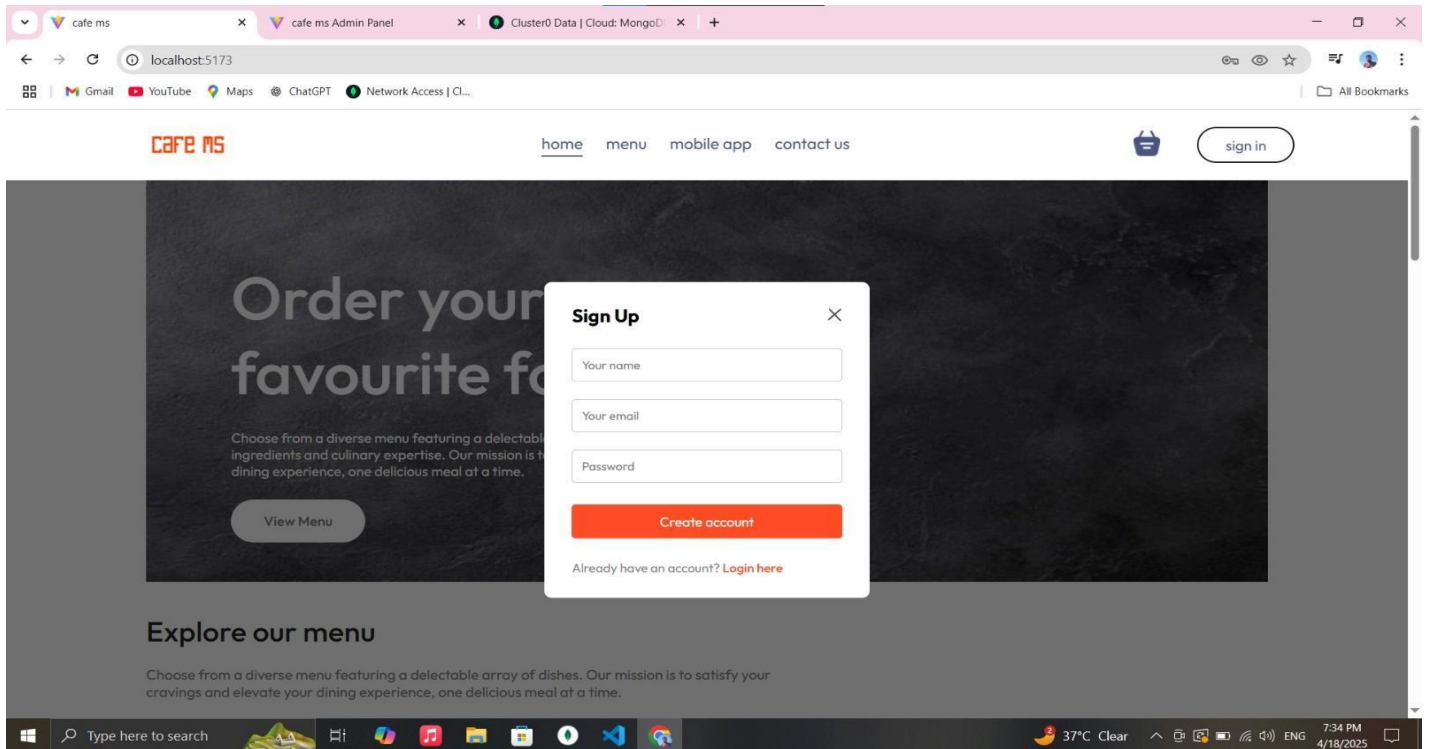 cafe ms
cafe ms Admin Panel
Cluster0 Data | Cloud: MongoD
localhost:5173
Gmail
YouTube
Maps
ChatGPT
Network Access | Cl...
All Bookmarks
cafe ms
home
menu
mobile app
contact us
sign in
Order your
favourite fo
Choose from a diverse menu featuring a delectabl
ingredients and culinary expertise. Our mission is t
dining experience, one delicious meal at a time.
View Menu
Sign Up
Your name
Your email
Password
Create account
Already have an account? Login here
Explore our menu
Choose from a diverse menu featuring a delectable array of dishes. Our mission is to satisfy your
cravings and elevate your dining experience, one delicious meal at a time.
Type here to search
37°C Clear
ENG
7:34 PM
4/18/2025